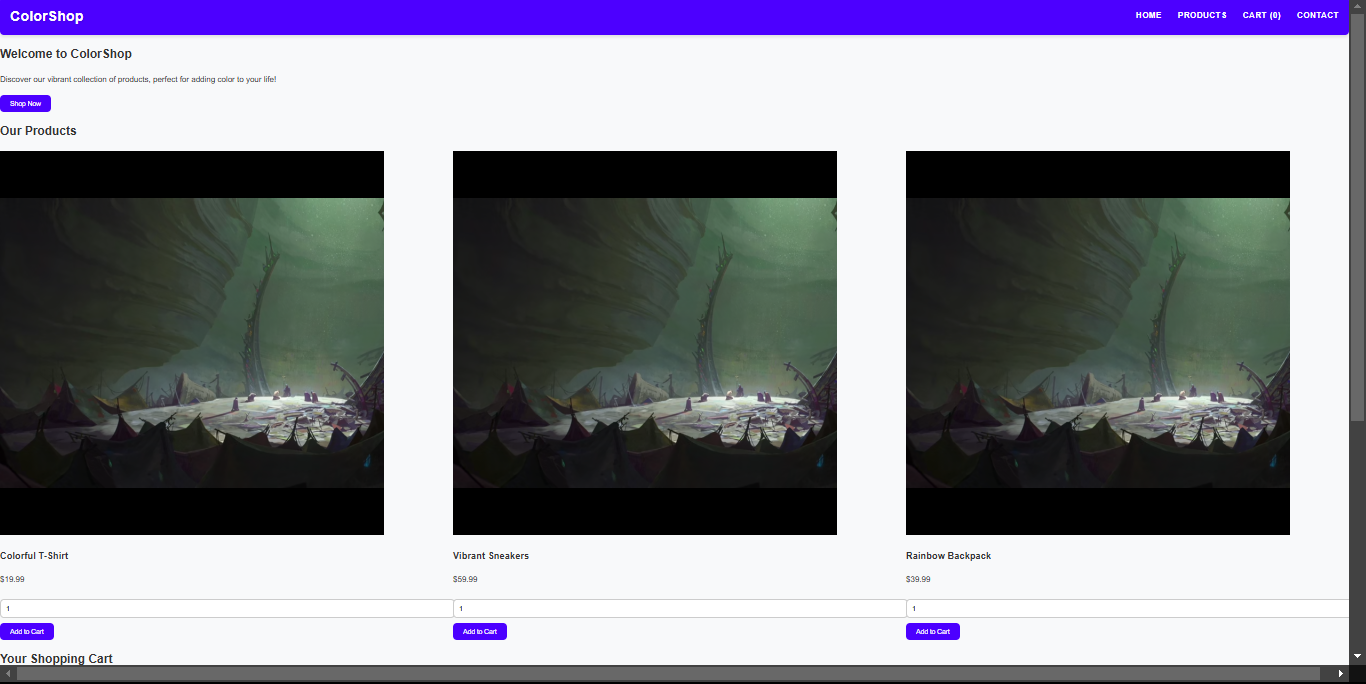 ColorShop
HOME PRODUCTS CART (0) CONTACT
Welcome to ColorShop
Discover our vibrant collection of products, perfect for adding color to your life!
Shop Now
Our Products
Colorful T-Shirt
$19.99
1
Add to Cart
Vibrant Sneakers
$59.99
1
Add to Cart
Rainbow Backpack
$39.99
1
Add to Cart
Your Shopping Cart